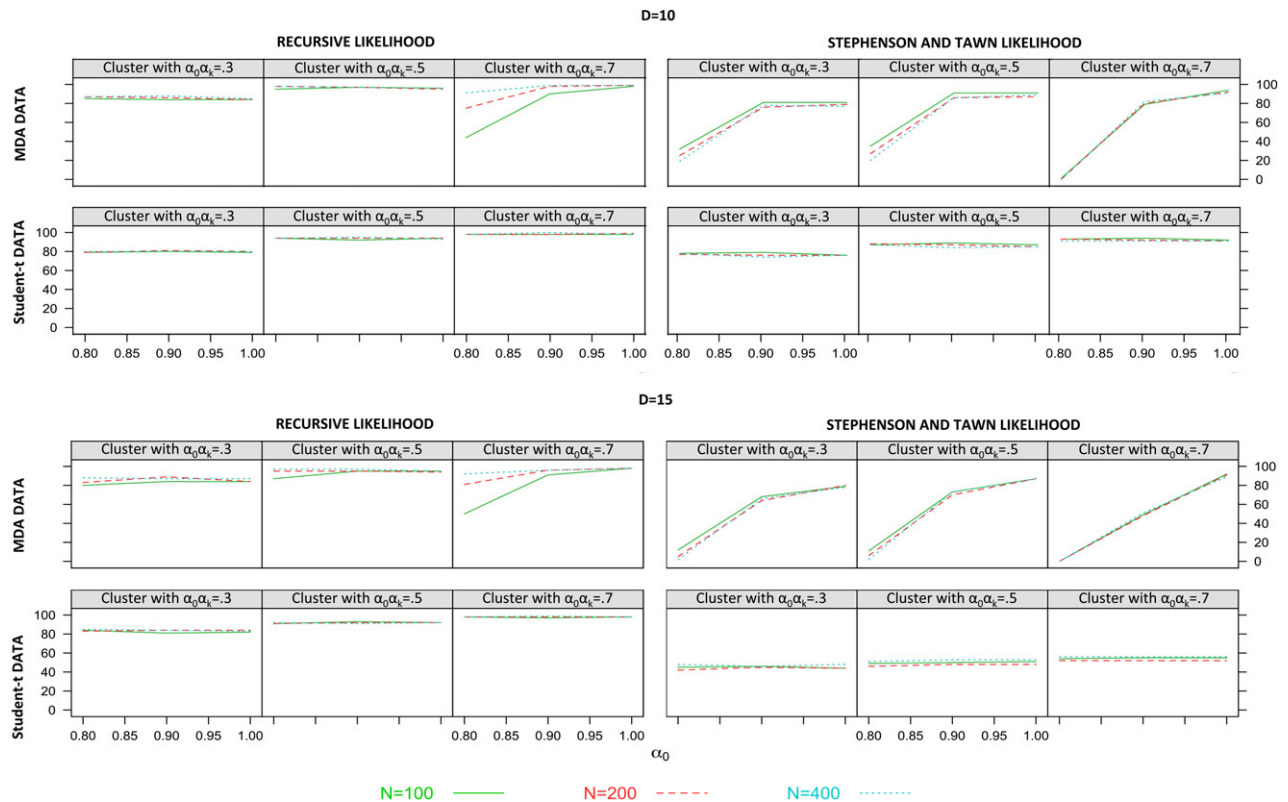 D=10
RECURSIVE LIKELIHOOD
STEPHENSON AND TAWN LIKELIHOOD
Cluster with α₀αₖ=.3
Cluster with α₀αₖ=.5
Cluster with α₀αₖ=.7
Cluster with α₀αₖ=.3
Cluster with α₀αₖ=.5
Cluster with α₀αₖ=.7
MDA DATA
100
80
60
40
20
0
Cluster with α₀αₖ=.3
Cluster with α₀αₖ=.5
Cluster with α₀αₖ=.7
Cluster with α₀αₖ=.3
Cluster with α₀αₖ=.5
Cluster with α₀αₖ=.7
Student-t DATA
100
80
60
40
20
0
0.80 0.85 0.90 0.95 1.00
0.80 0.85 0.90 0.95 1.00
0.80 0.85 0.90 0.95 1.00
0.80 0.85 0.90 0.95 1.00
D=15
RECURSIVE LIKELIHOOD
STEPHENSON AND TAWN LIKELIHOOD
Cluster with α₀αₖ=.3
Cluster with α₀αₖ=.5
Cluster with α₀αₖ=.7
Cluster with α₀αₖ=.3
Cluster with α₀αₖ=.5
Cluster with α₀αₖ=.7
MDA DATA
100
80
60
40
20
0
Cluster with α₀αₖ=.3
Cluster with α₀αₖ=.5
Cluster with α₀αₖ=.7
Cluster with α₀αₖ=.3
Cluster with α₀αₖ=.5
Cluster with α₀αₖ=.7
Student-t DATA
100
80
60
40
20
0
0.80 0.85 0.90 0.95 1.00
0.80 0.85 0.90 0.95 1.00
0.80 0.85 0.90 0.95 1.00
α₀
N=100
N=200
N=400